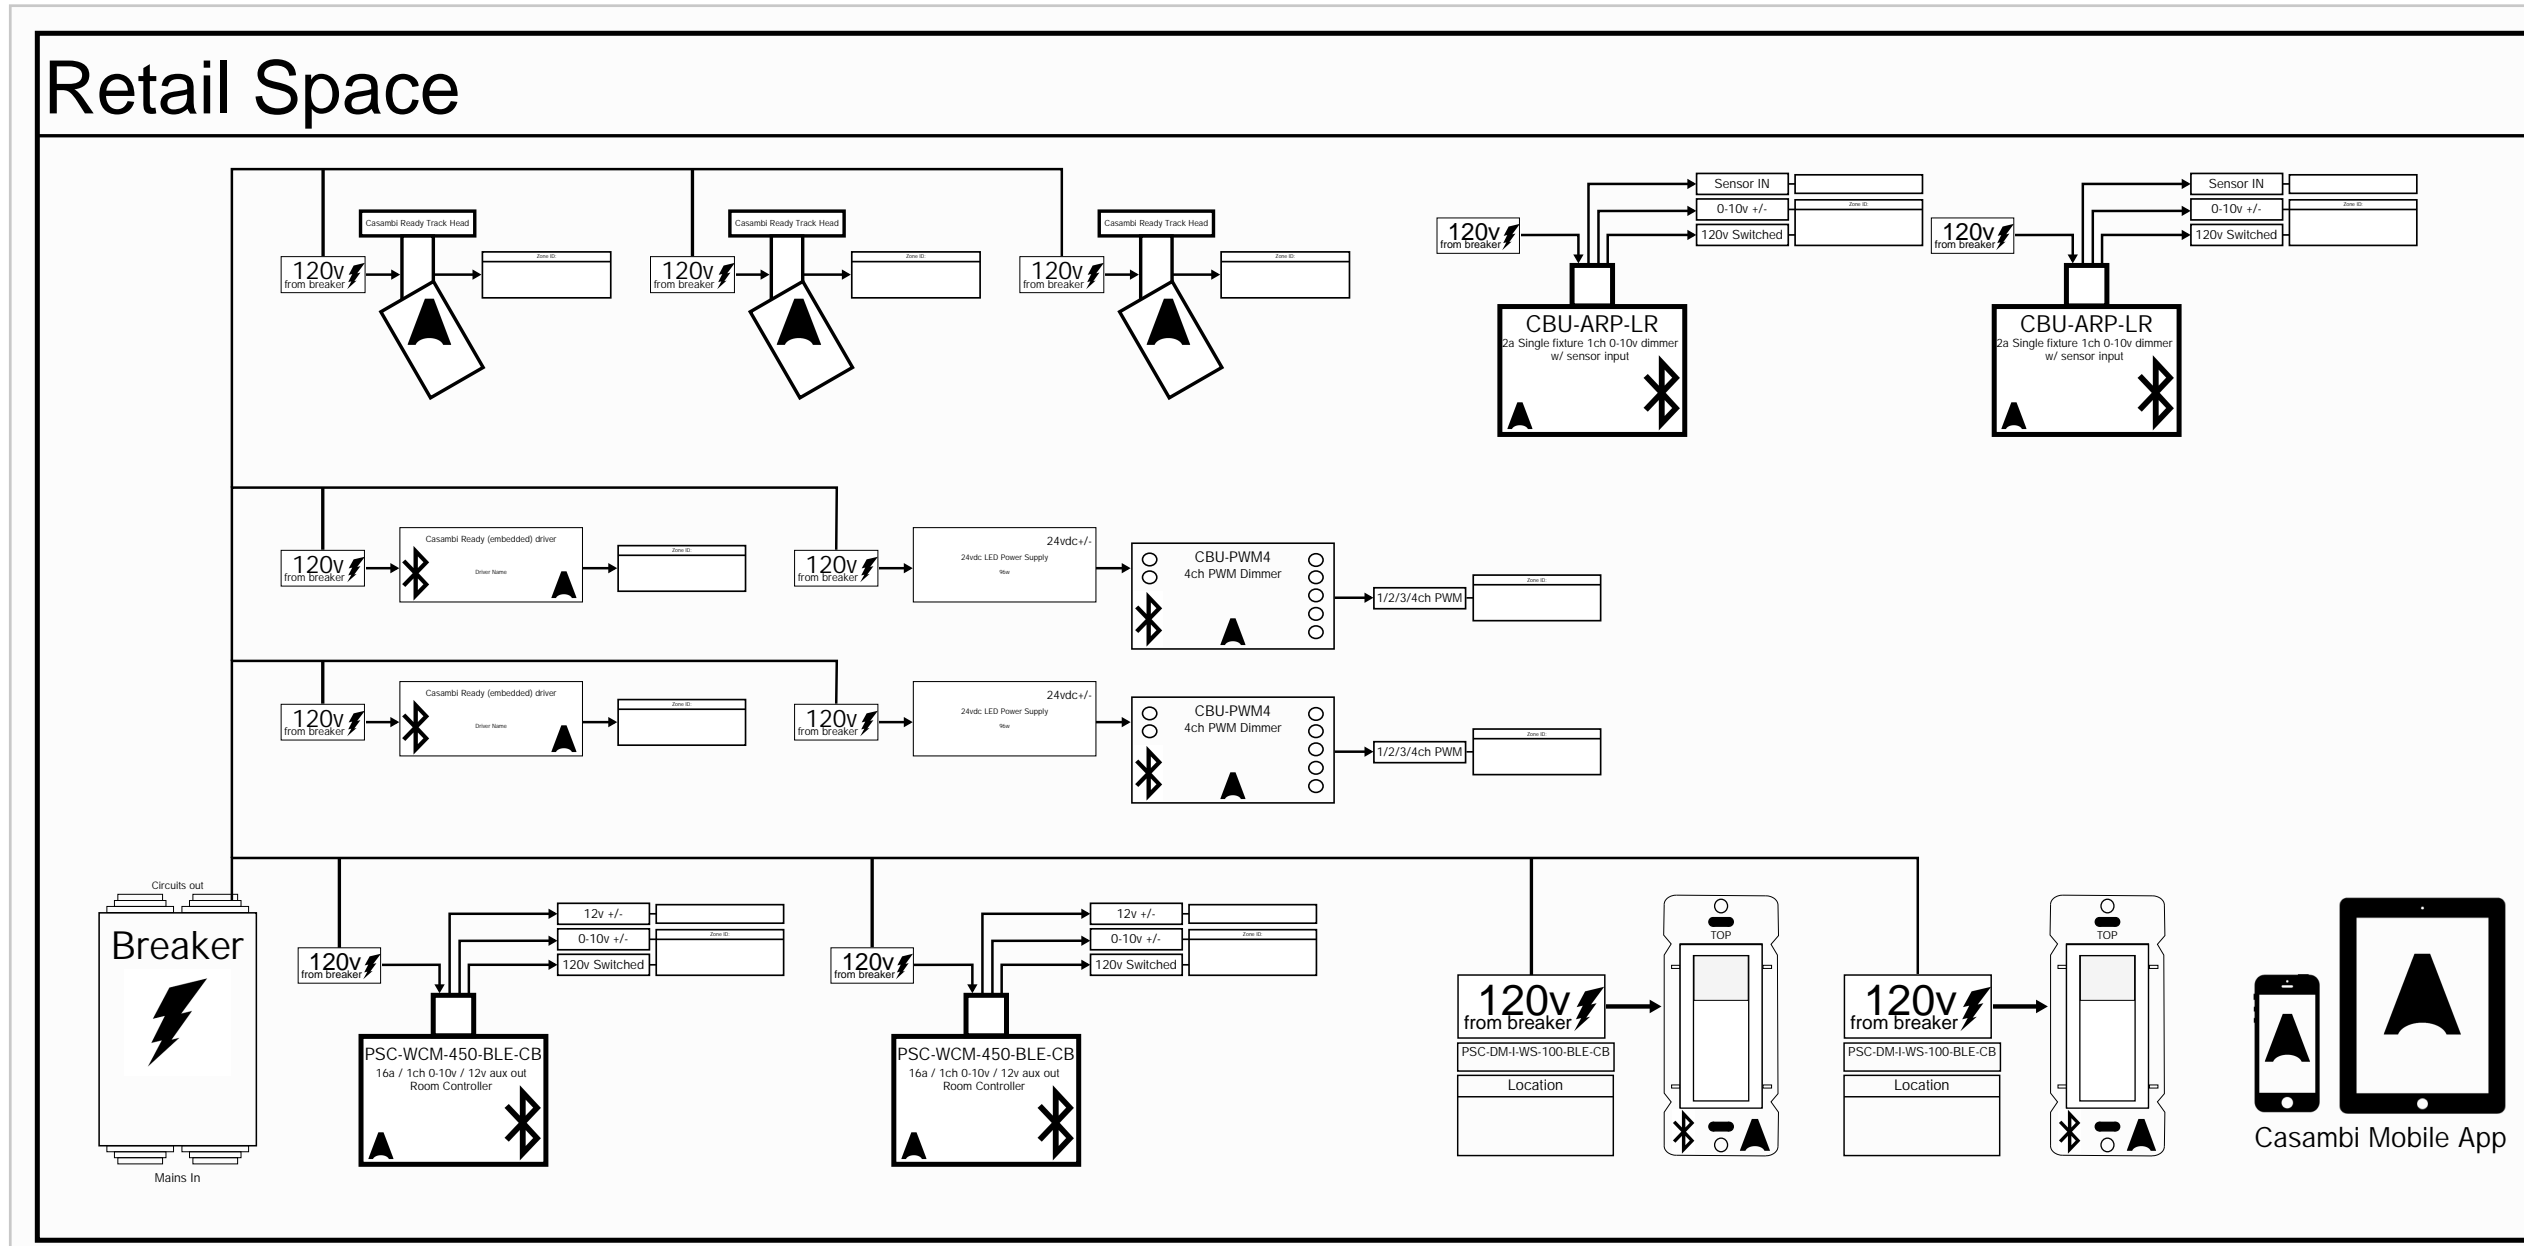 Retail Space
Casambi Ready Track Head
120v
from breaker
Zone ID:
Casambi Ready Track Head
120v
from breaker
Zone ID:
Casambi Ready Track Head
120v
from breaker
Zone ID:
120v
from breaker
Sensor IN
0-10v +/-
Zone ID:
120v Switched
CBU-ARP-LR
2a Single fixture 1ch 0-10v dimmer
w/ sensor input
120v
from breaker
Sensor IN
0-10v +/-
Zone ID:
120v Switched
CBU-ARP-LR
2a Single fixture 1ch 0-10v dimmer
w/ sensor input
120v
from breaker
Casambi Ready (embedded) driver
Driver Name
Zone ID:
120v
from breaker
24vdc+/-
24vdc LED Power Supply
96w
CBU-PWM4
4ch PWM Dimmer
1/2/3/4ch PWM
Zone ID:
120v
from breaker
Casambi Ready (embedded) driver
Driver Name
Zone ID:
120v
from breaker
24vdc+/-
24vdc LED Power Supply
96w
CBU-PWM4
4ch PWM Dimmer
1/2/3/4ch PWM
Zone ID:
Circuits out
Breaker
Mains In
120v
from breaker
12v +/-
0-10v +/-
Zone ID:
120v Switched
PSC-WCM-450-BLE-CB
16a / 1ch 0-10v / 12v aux out
Room Controller
120v
from breaker
12v +/-
0-10v +/-
Zone ID:
120v Switched
PSC-WCM-450-BLE-CB
16a / 1ch 0-10v / 12v aux out
Room Controller
120v
from breaker
PSC-DM-I-WS-100-BLE-CB
Location
TOP
120v
from breaker
PSC-DM-I-WS-100-BLE-CB
Location
TOP
Casambi Mobile App